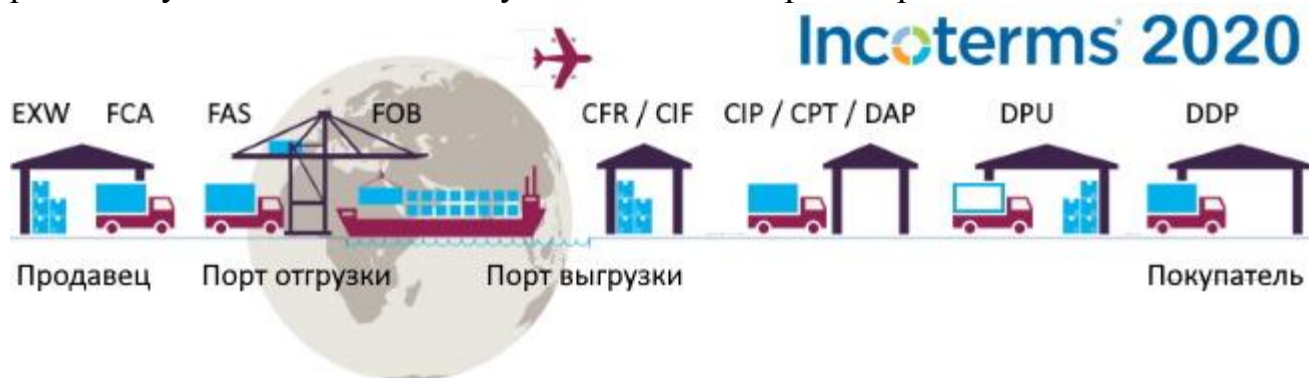 Incoterms® 2020
EXW FCA FAS FOB CFR / CIF CIP / CPT / DAP DPU DDP
Продавец Порт отгрузки Порт выгрузки Покупатель